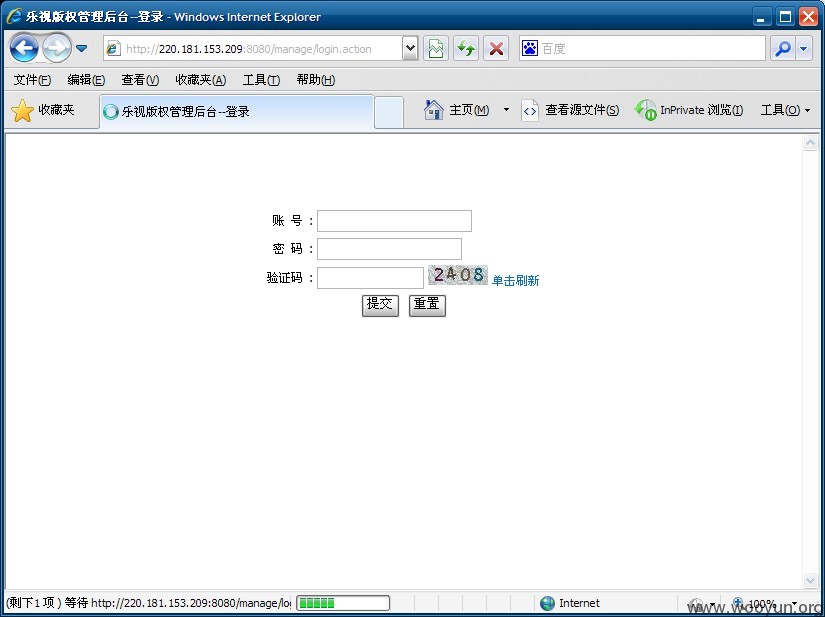 乐视版权管理后台--登录 - Windows Internet Explorer
http://220.181.153.209:8080/manage/login.action
百度
文件(F) 编辑(E) 查看(V) 收藏夹(A) 工具(T) 帮助(H)
收藏夹 乐视版权管理后台--登录 主页(M) 查看源文件(S) InPrivate 浏览(I) 工具(O)
账 号 :
密 码 :
验证码 : 2408 单击刷新
提交 重置
(剩下1 项) 等待 http://220.181.153.209:8080/manage/log Internet 100%
www.wooyun.org